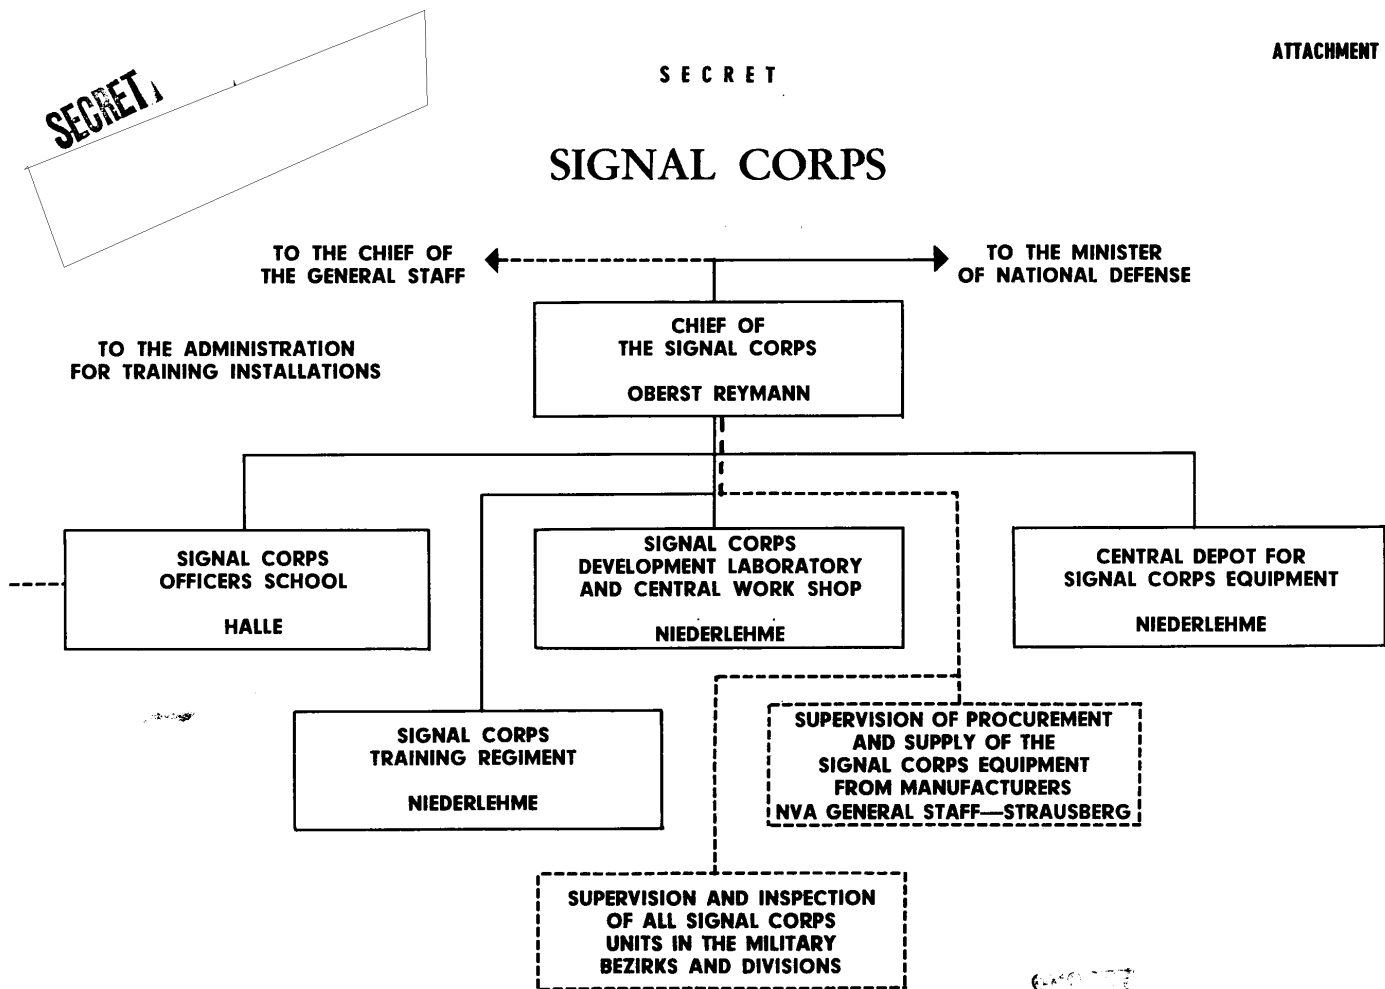 ATTACHMENT
SECRET
SECRET
SIGNAL CORPS
TO THE CHIEF OF
THE GENERAL STAFF
TO THE MINISTER
OF NATIONAL DEFENSE
CHIEF OF
THE SIGNAL CORPS
OBERST REYMANN
TO THE ADMINISTRATION
FOR TRAINING INSTALLATIONS
SIGNAL CORPS
OFFICERS SCHOOL
HALLE
SIGNAL CORPS
DEVELOPMENT LABORATORY
AND CENTRAL WORK SHOP
NIEDERLEHME
CENTRAL DEPOT FOR
SIGNAL CORPS EQUIPMENT
NIEDERLEHME
SIGNAL CORPS
TRAINING REGIMENT
NIEDERLEHME
SUPERVISION OF PROCUREMENT
AND SUPPLY OF THE
SIGNAL CORPS EQUIPMENT
FROM MANUFACTURERS
NVA GENERAL STAFF—STRAUSBERG
SUPERVISION AND INSPECTION
OF ALL SIGNAL CORPS
UNITS IN THE MILITARY
BEZIRKS AND DIVISIONS